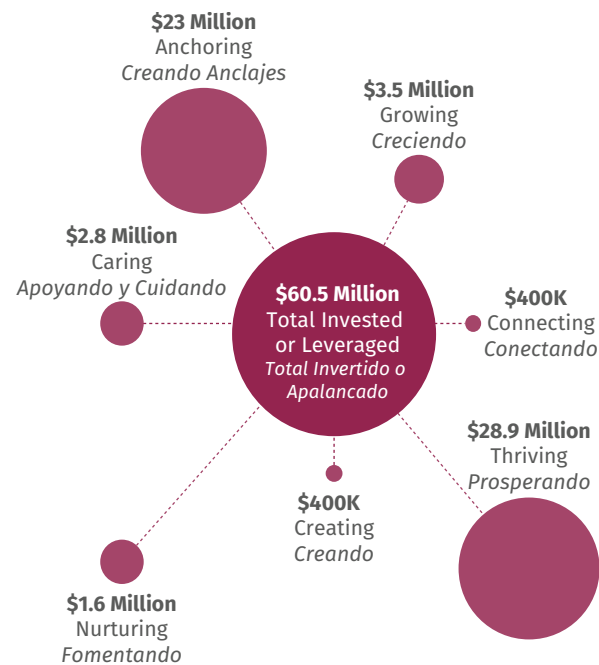 $23 Million
Anchoring
Creando Anclajes
$3.5 Million
Growing
Creciendo
$2.8 Million
Caring
Apoyando y Cuidando
$60.5 Million
Total Invested
or Leveraged
Total Invertido o
Apalancado
$400K
Connecting
Conectando
$28.9 Million
Thriving
Prosperando
$400K
Creating
Creando
$1.6 Million
Nurturing
Fomentando